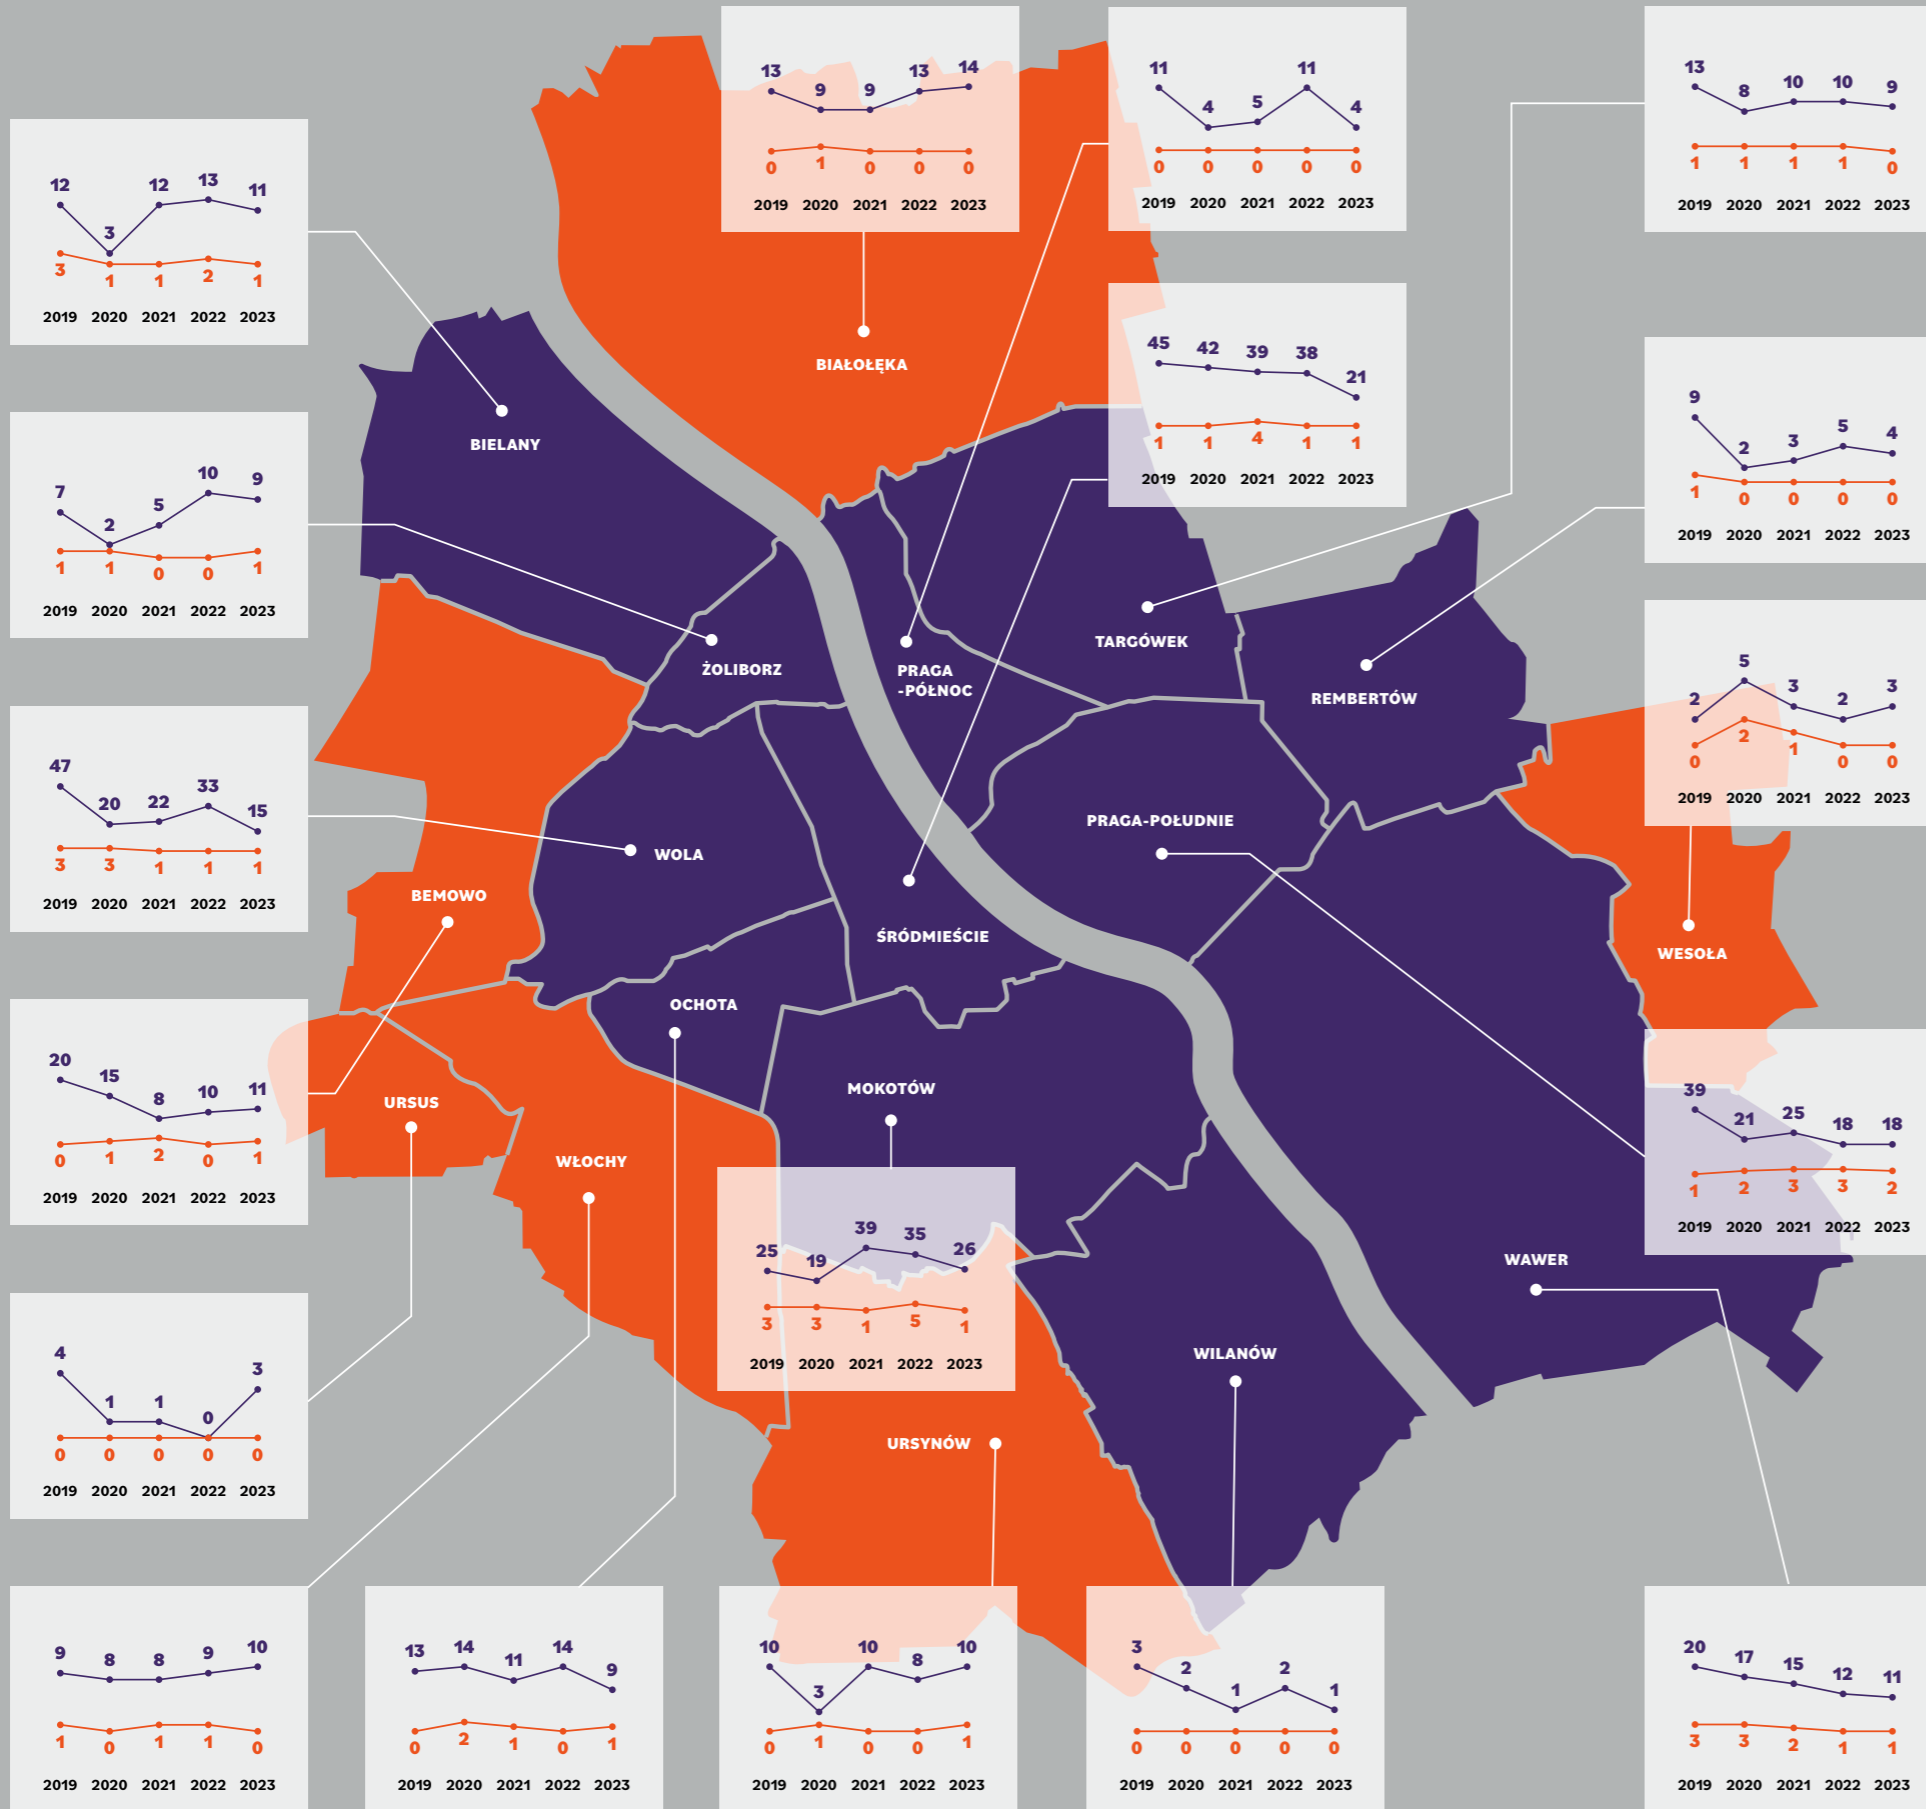 13 9 9 13 14
0 1 0 0 0
2019 2020 2021 2022 2023
11 4 5 11 4
0 0 0 0 0
2019 2020 2021 2022 2023
13 8 10 10 9
1 1 1 1 0
2019 2020 2021 2022 2023
12 3 12 13 11
3 1 1 2 1
2019 2020 2021 2022 2023
BIAŁOŁĘKA
45 42 39 38 21
1 1 4 1 1
2019 2020 2021 2022 2023
9 2 3 5 4
1 0 0 0 0
2019 2020 2021 2022 2023
BIELANY
7 2 5 10 9
1 1 0 0 1
2019 2020 2021 2022 2023
ŻOLIBORZ
PRAGA
-PÓŁNOC
TARGÓWEK
REMBERTÓW
2 5 3 2 3
0 2 1 0 0
2019 2020 2021 2022 2023
47 20 22 33 15
3 3 1 1 1
2019 2020 2021 2022 2023
WOLA
PRAGA-POŁUDNIE
BEMOWO
ŚRÓDMIEŚCIE
WESOŁA
OCHOTA
20 15 8 10 11
0 1 2 0 1
2019 2020 2021 2022 2023
URSUS
MOKOTÓW
39 21 25 18 18
1 2 3 3 2
2019 2020 2021 2022 2023
WŁOCHY
25 19 39 35 26
3 3 1 5 1
2019 2020 2021 2022 2023
WAWER
WILANÓW
4 1 1 0 3
0 0 0 0 0
2019 2020 2021 2022 2023
URSYNÓW
9 8 8 9 10
1 0 1 1 0
2019 2020 2021 2022 2023
13 14 11 14 9
0 2 1 0 1
2019 2020 2021 2022 2023
10 3 10 8 10
0 1 0 0 1
2019 2020 2021 2022 2023
3 2 1 2 1
0 0 0 0 0
2019 2020 2021 2022 2023
20 17 15 12 11
3 3 2 1 1
2019 2020 2021 2022 2023